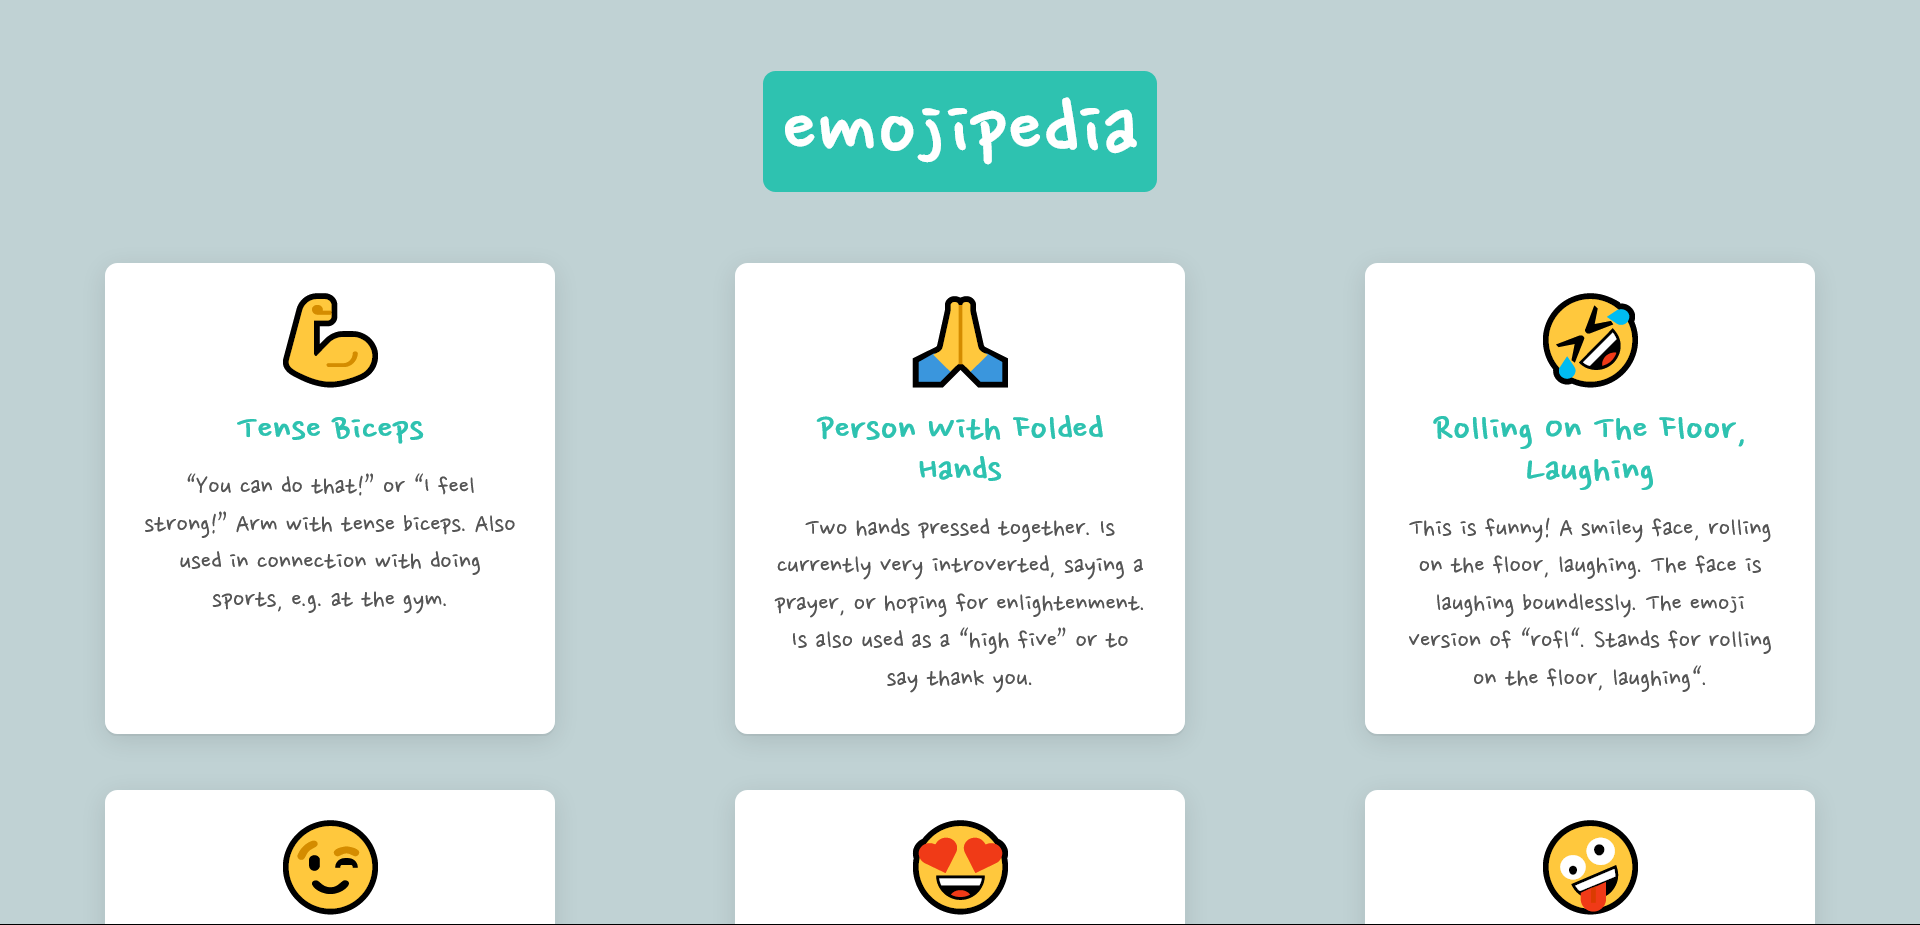 emojipedia
Tense Biceps
“You can do that!” or “I feel
strong!” Arm with tense biceps. Also
used in connection with doing
sports, e.g. at the gym.
Person With Folded
Hands
Two hands pressed together. Is
currently very introverted, saying a
prayer, or hoping for enlightenment.
Is also used as a “high five” or to
say thank you.
Rolling On The Floor,
Laughing
This is funny! A smiley face, rolling
on the floor, laughing. The face is
laughing boundlessly. The emoji
version of “rofl“. Stands for rolling
on the floor, laughing“.